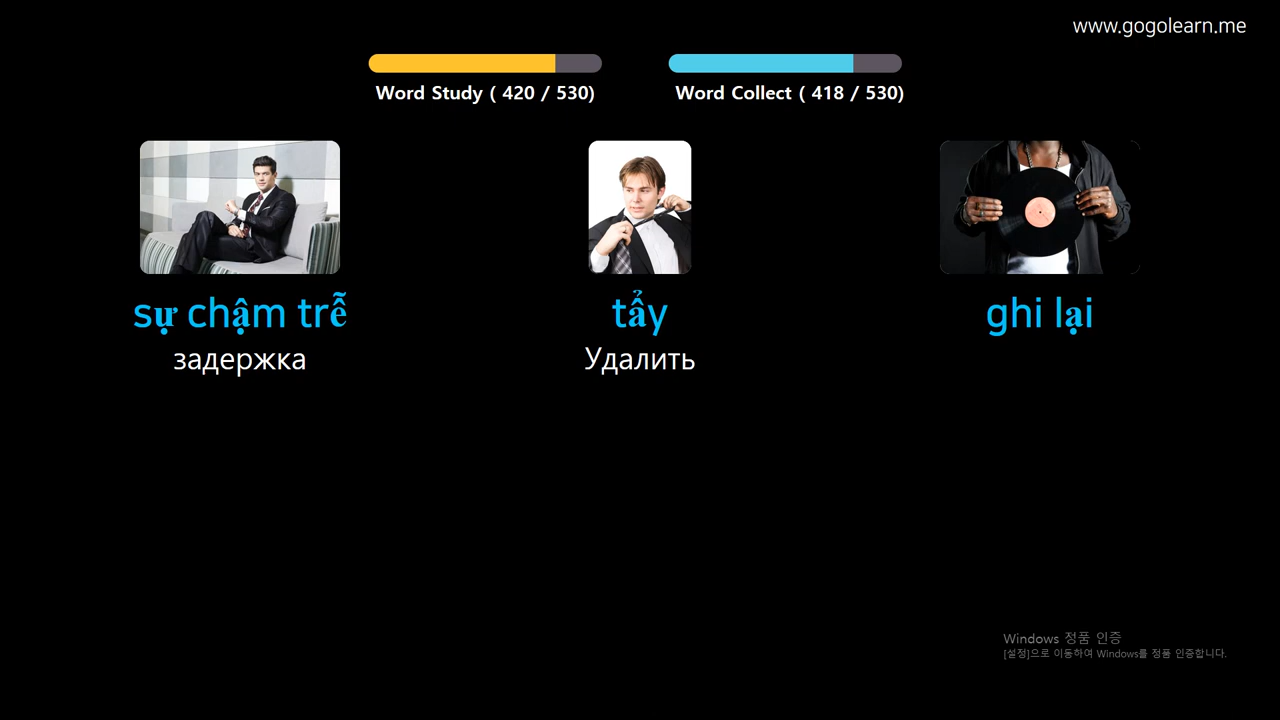 www.gogolearn.me
Word Study ( 420 / 530)
Word Collect ( 418 / 530)
sự chậm trễ
tẩy
ghi lại
задержка
Удалить
Windows 정품 인증
[설정]으로 이동하여 Windows를 정품 인증합니다.